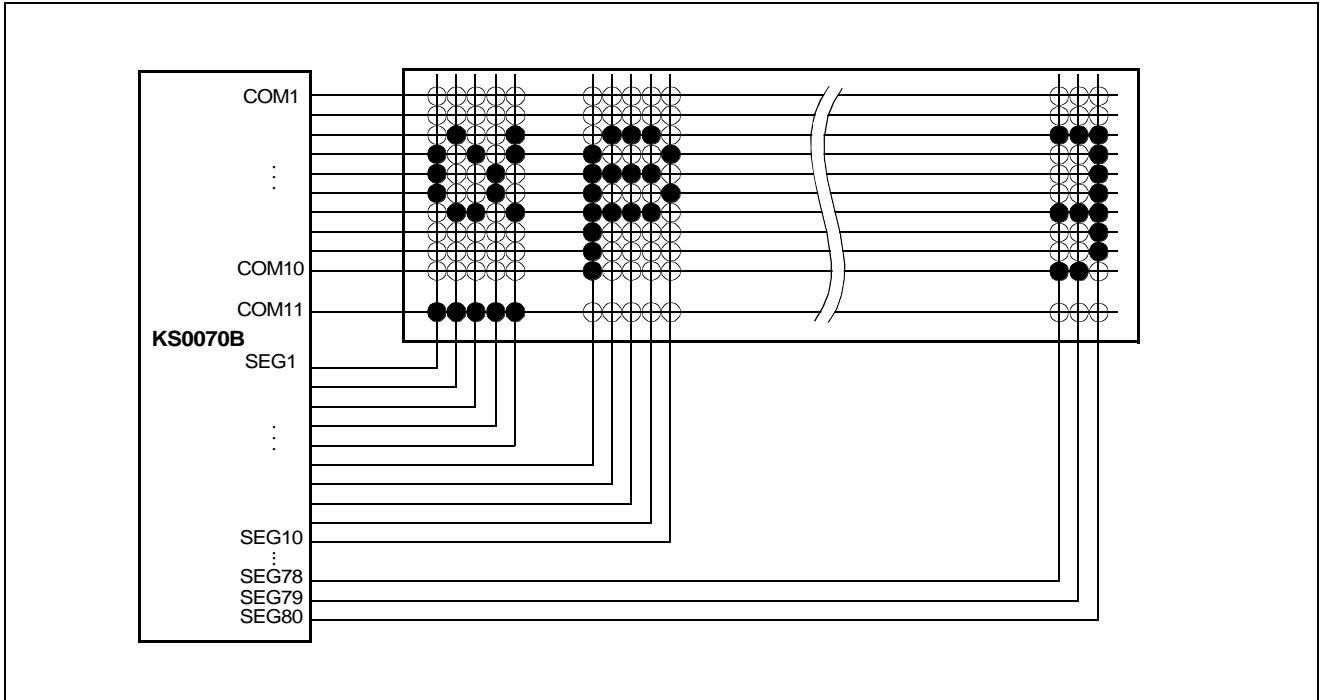 COM1
⋮
COM10
COM11
KS0070B
SEG1
⋮
SEG10
⋮
SEG78
SEG79
SEG80